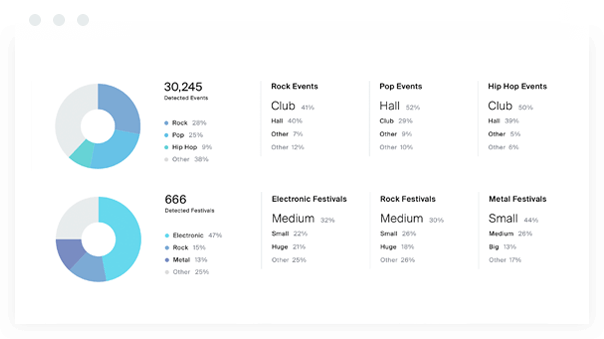 30,245
Detected Events
Rock 28%
Pop 25%
Hip Hop 9%
Other 38%
Rock Events
Club 41%
Hall 40%
Other 7%
Other 12%
Pop Events
Hall 52%
Club 29%
Other 9%
Other 10%
Hip Hop Events
Club 50%
Hall 39%
Other 5%
Other 6%
666
Detected Festivals
Electronic 47%
Rock 15%
Metal 13%
Other 25%
Electronic Festivals
Medium 32%
Small 22%
Huge 21%
Other 25%
Rock Festivals
Medium 30%
Small 26%
Huge 18%
Other 26%
Metal Festivals
Small 44%
Medium 26%
Big 13%
Other 17%